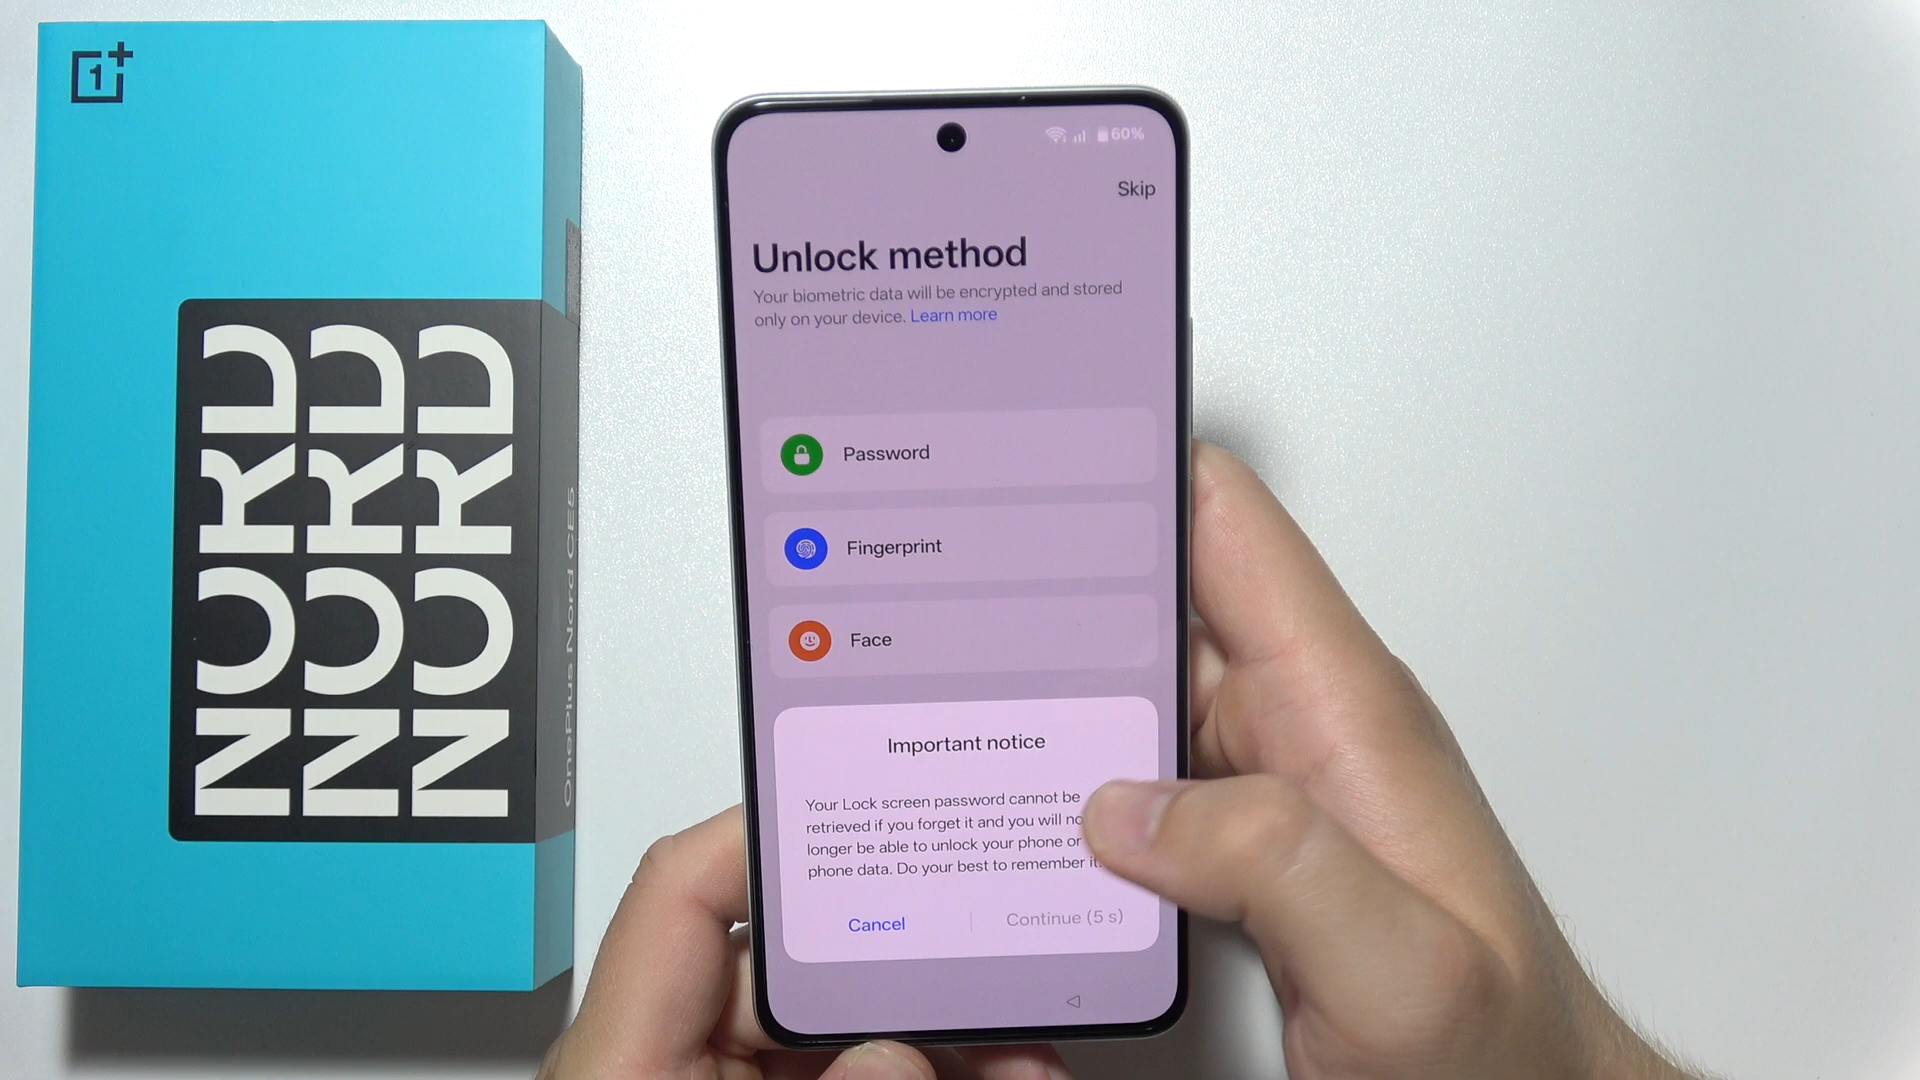 1+
NORD
NORD
NORD
OnePlus Nord CE5
60%
Skip
Unlock method
Your biometric data will be encrypted and stored
only on your device. Learn more
Password
Fingerprint
Face
Important notice
Your Lock screen password cannot be
retrieved if you forget it and you will no
longer be able to unlock your phone or
phone data. Do your best to remember it.
Cancel
Continue (5 s)